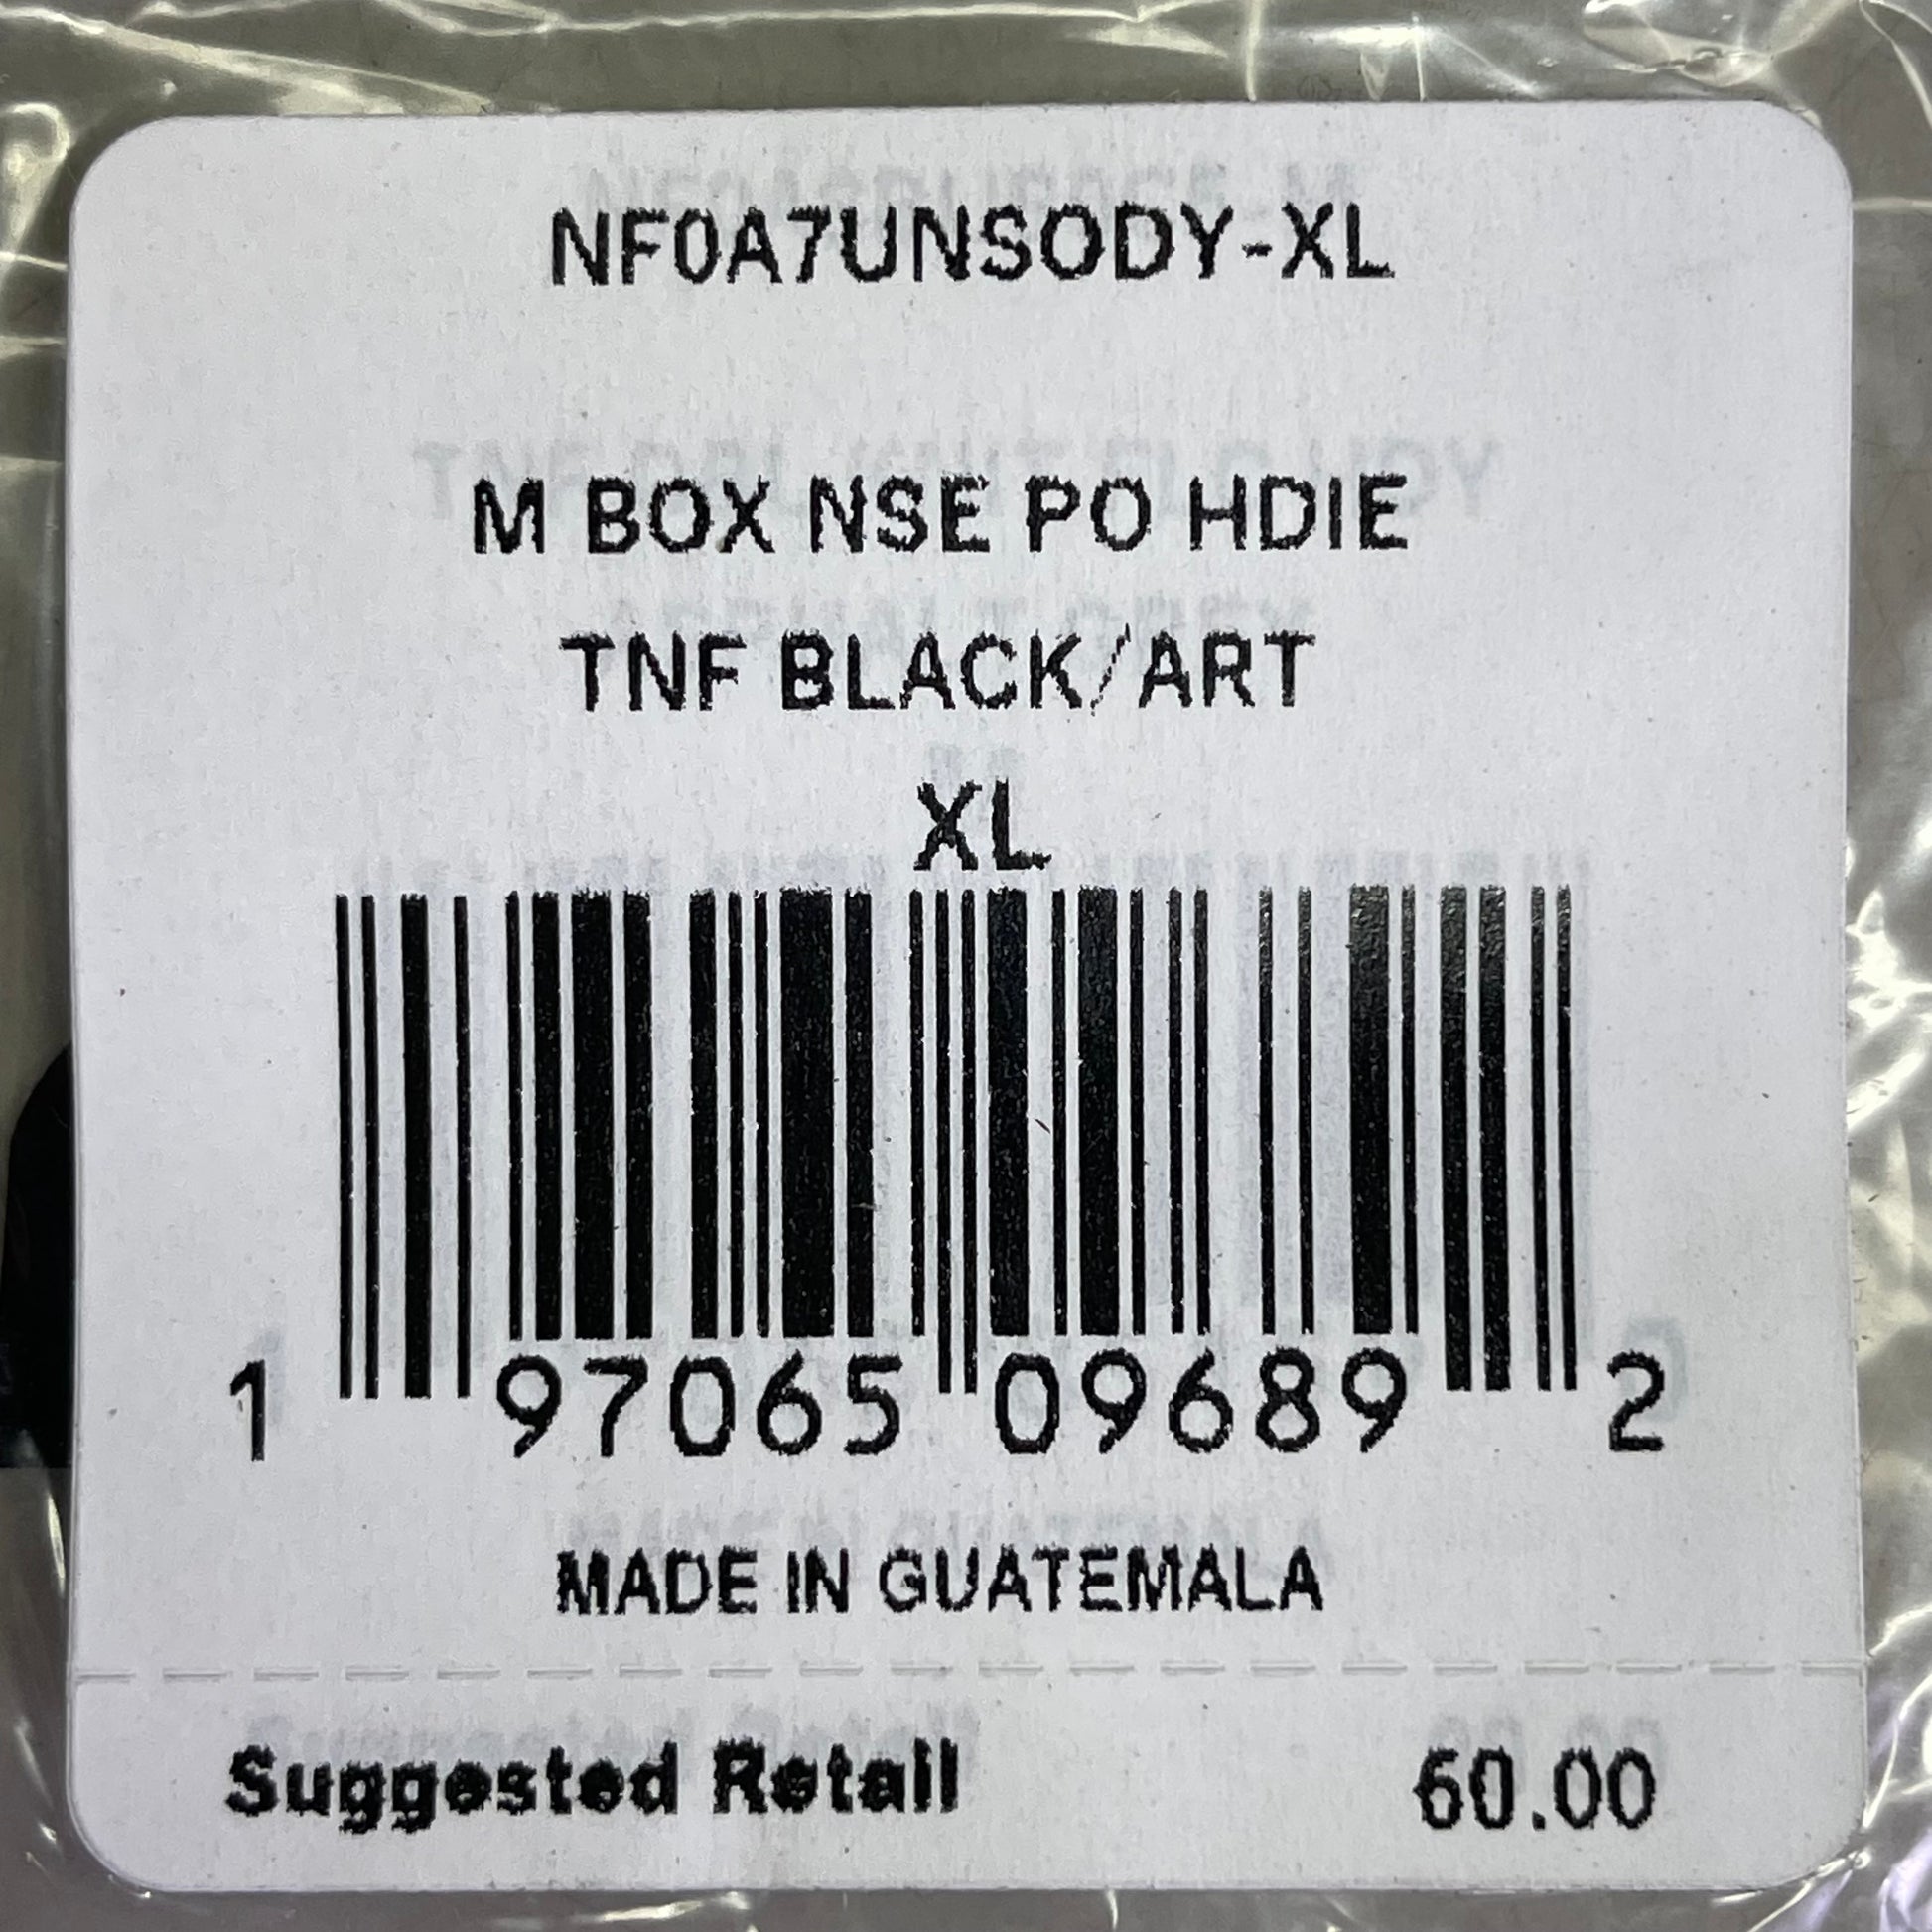 NF0A7UNSODY-XL
M BOX NSE PO HDIE
TNF BLACK/ART
XL
1 97065 09689 2
MADE IN GUATEMALA
Suggested Retail 60.00